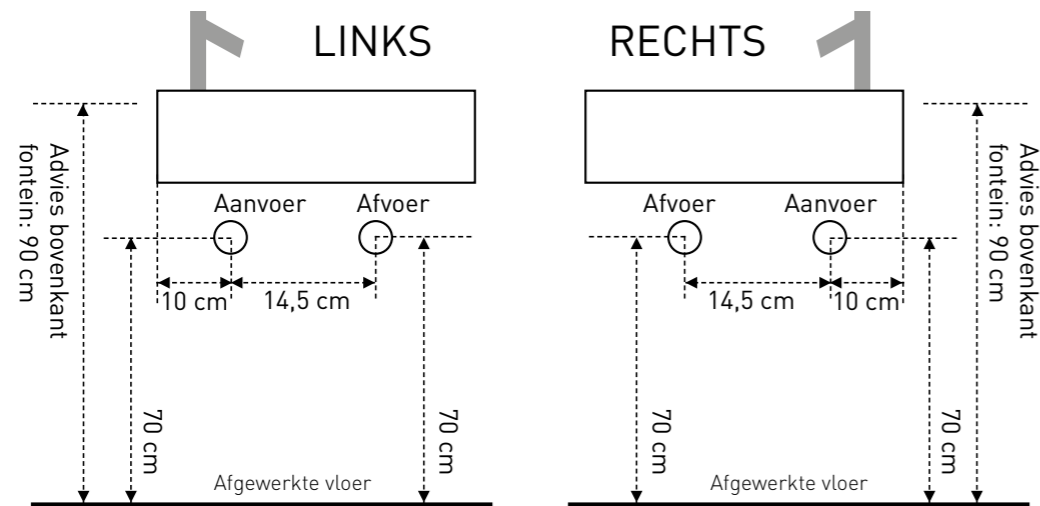 LINKS
Advies bovenkant
fontein: 90 cm
Aanvoer
Afvoer
10 cm
14,5 cm
70 cm
70 cm
Afgewerkte vloer
RECHTS
Afvoer
Aanvoer
14,5 cm
10 cm
70 cm
70 cm
Advies bovenkant
fontein: 90 cm
Afgewerkte vloer